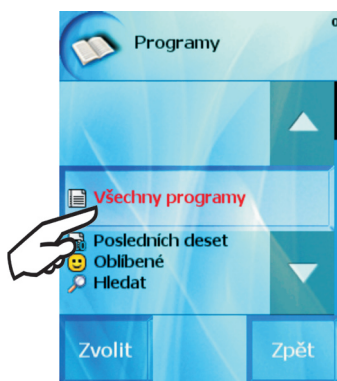 Programy
Všechny programy
Posledních deset
Oblíbené
Hledat
Zvolit
Zpět